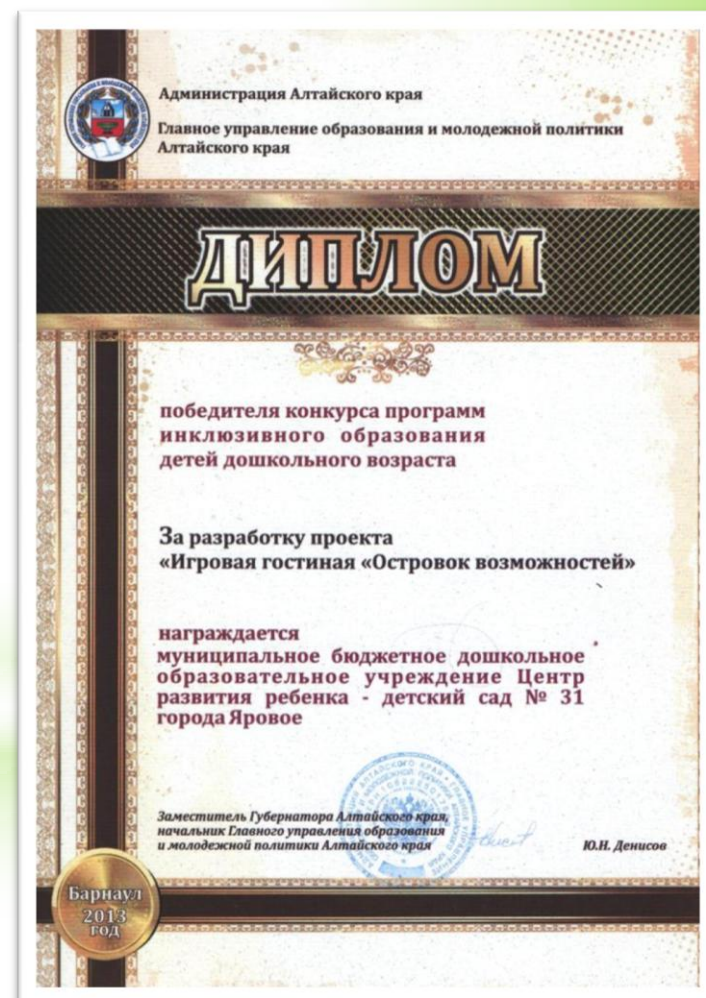 Администрация Алтайского края
Главное управление образования и молодежной политики
Алтайского края
ДИПЛОМ
победителя конкурса программ
инклюзивного образования
детей дошкольного возраста
За разработку проекта
«Игровая гостиная «Островок возможностей»
награждается
муниципальное бюджетное дошкольное
образовательное учреждение Центр
развития ребенка - детский сад № 31
города Яровое
Заместитель Губернатора Алтайского края,
начальник Главного управления образования
и молодежной политики Алтайского края
Ю.Н. Денисов
Барнаул
2013
год